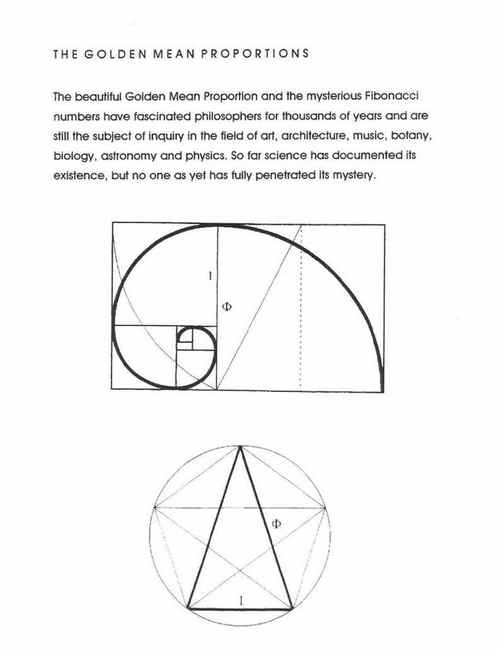 THE GOLDEN MEAN PROPORTIONS
The beautiful Golden Mean Proportion and the mysterious Fibonacci
numbers have fascinated philosophers for thousands of years and are
still the subject of inquiry in the field of art, architecture, music, botany,
biology, astronomy and physics. So far science has documented its
existence, but no one as yet has fully penetrated its mystery.
1
Φ
Φ
1